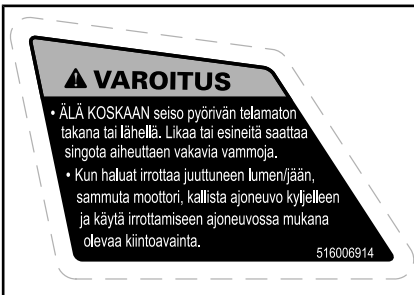 ⚠ VAROITUS
• ÄLÄ KOSKAAN seiso pyörivän telamaton
takana tai lähellä. Likaa tai esineitä saattaa
singota aiheuttaen vakavia vammoja.
• Kun haluat irrottaa juuttuneen lumen/jään,
sammuta moottori, kallista ajoneuvo kyljelleen
ja käytä irrottamiseen ajoneuvossa mukana
olevaa kiintoavainta.
516006914